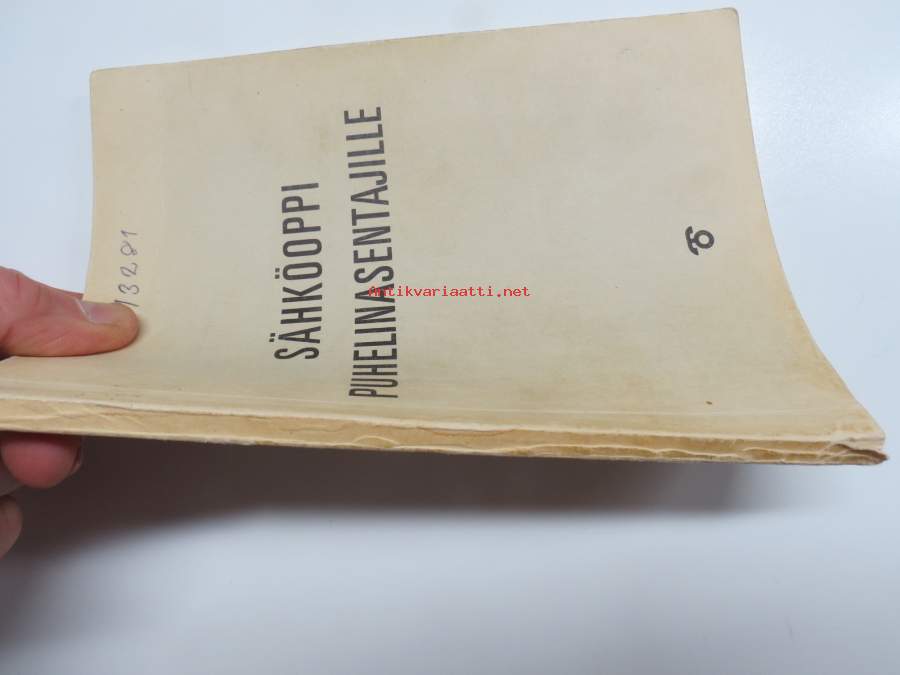 13281
SÄHKÖOPPI
PUHELINASENTAJILLE
Antikvariaatti.net